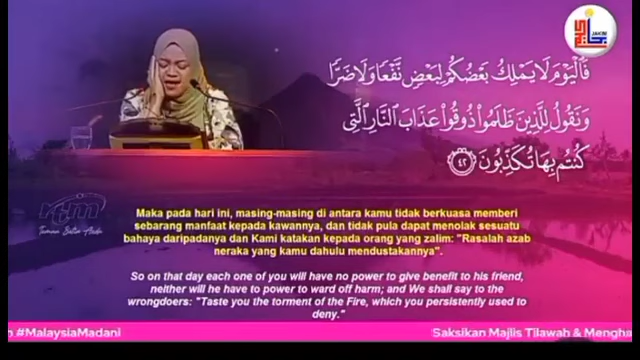 JAKIM
فَٱلْيَوْمَ لَا يَمْلِكُ بَعْضُكُمْ لِبَعْضٍ نَّفْعًا وَلَا ضَرًّا
وَنَقُولُ لِلَّذِينَ ظَلَمُوا۟ ذُوقُوا۟ عَذَابَ ٱلنَّارِ ٱلَّتِى
كُنتُم بِهَا تُكَذِّبُونَ ٤٢
rtm
Teman Setia Anda
Maka pada hari ini, masing-masing di antara kamu tidak berkuasa memberi
sebarang manfaat kepada kawannya, dan tidak pula dapat menolak sesuatu
bahaya daripadanya dan Kami katakan kepada orang yang zalim: "Rasalah azab
neraka yang kamu dahulu mendustakannya".
So on that day each one of you will have no power to give benefit to his friend,
neither will he have to power to ward off harm; and We shall say to the
wrongdoers: "Taste you the torment of the Fire, which you persistently used to
deny."
#MalaysiaMadani
Saksikan Majlis Tilawah & Mengha